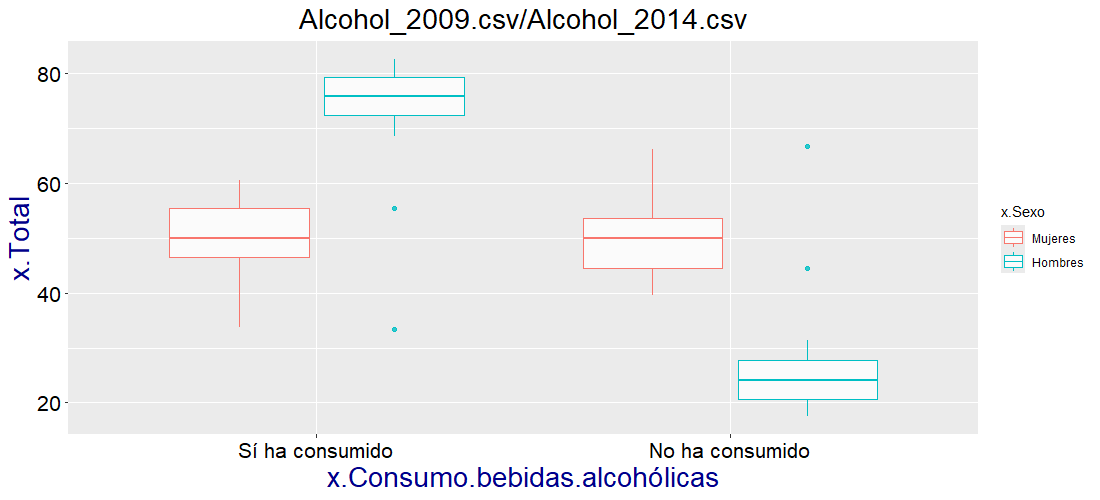 Alcohol_2009.csv/Alcohol_2014.csv
x.Total
80
60
40
20
Sí ha consumido
No ha consumido
x.Consumo.bebidas.alcohólicas
x.Sexo
Mujeres
Hombres